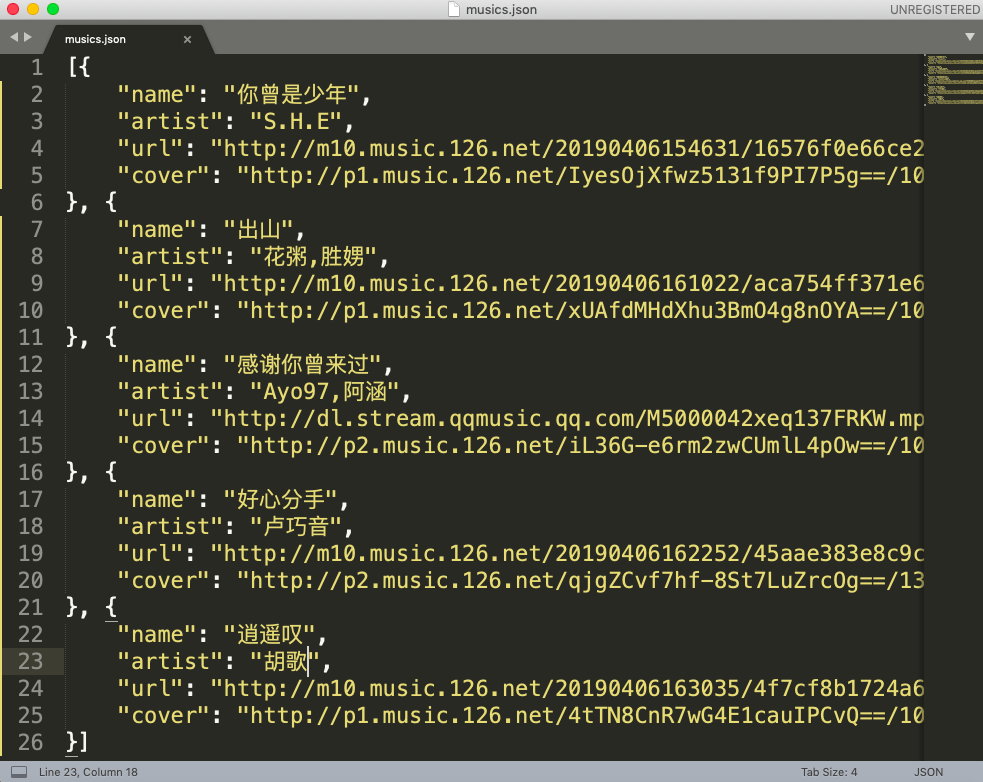 musics.json
UNREGISTERED
musics.json ×
1 [{
2 "name": "你曾是少年",
3 "artist": "S.H.E",
4 "url": "http://m10.music.126.net/20190406154631/16576f0e66ce2
5 "cover": "http://p1.music.126.net/IyesOjXfwz5131f9PI7P5g==/10
6 }, {
7 "name": "出山",
8 "artist": "花粥,胜娚",
9 "url": "http://m10.music.126.net/20190406161022/aca754ff371e6
10 "cover": "http://p1.music.126.net/xUAfdMHdXhu3BmO4g8nOYA==/10
11 }, {
12 "name": "感谢你曾来过",
13 "artist": "Ayo97,阿涵",
14 "url": "http://dl.stream.qqmusic.qq.com/M5000042xeq137FRKW.mp
15 "cover": "http://p2.music.126.net/iL36G-e6rm2zwCUmlL4pOw==/10
16 }, {
17 "name": "好心分手",
18 "artist": "卢巧音",
19 "url": "http://m10.music.126.net/20190406162252/45aae383e8c9c
20 "cover": "http://p2.music.126.net/qjgZCvf7hf-8St7LuZrcOg==/13
21 }, {
22 "name": "逍遥叹",
23 "artist": "胡歌",
24 "url": "http://m10.music.126.net/20190406163035/4f7cf8b1724a6
25 "cover": "http://p1.music.126.net/4tTN8CnR7wG4E1cauIPCvQ==/10
26 }]
Line 23, Column 18
Tab Size: 4
JSON